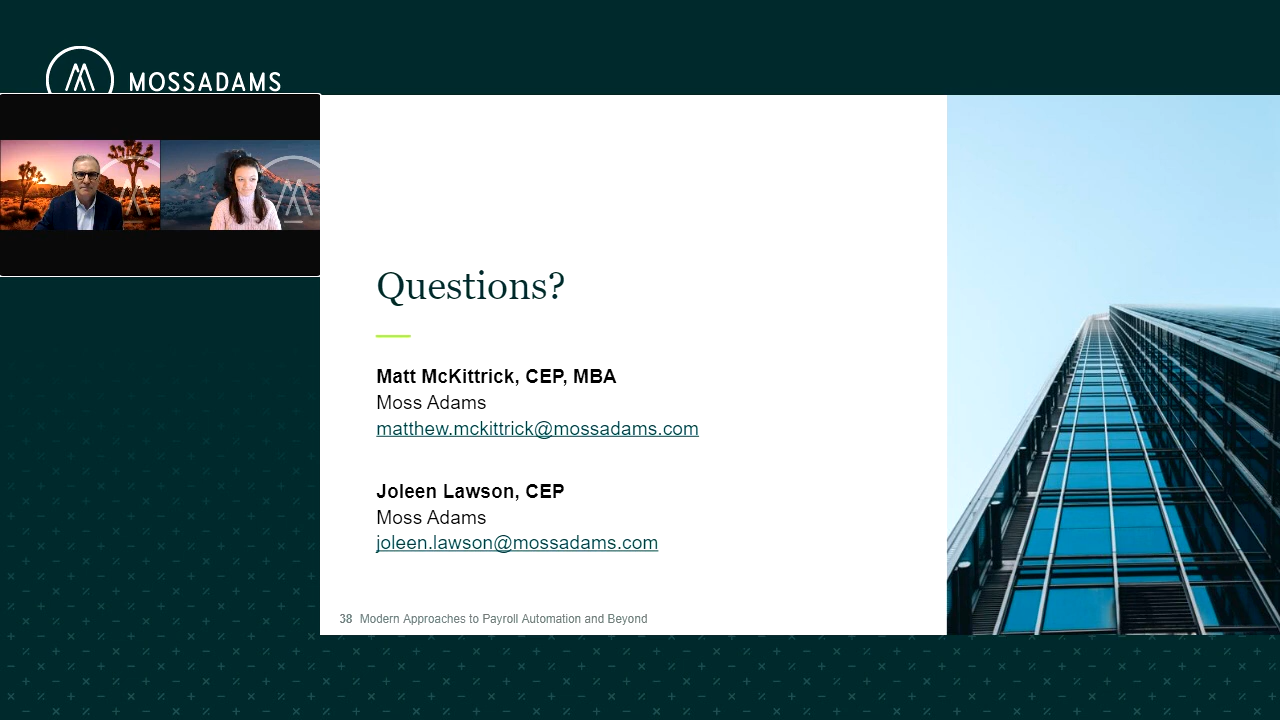 MOSSADAMS
Questions?
Matt McKittrick, CEP, MBA
Moss Adams
matthew.mckittrick@mossadams.com
Joleen Lawson, CEP
Moss Adams
joleen.lawson@mossadams.com
38 Modern Approaches to Payroll Automation and Beyond